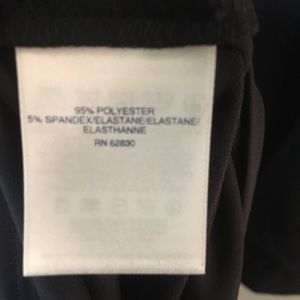 95% POLYESTER
5% SPANDEX/ELASTANE/ELASTANE/
ELASTHANNE
RN 62830